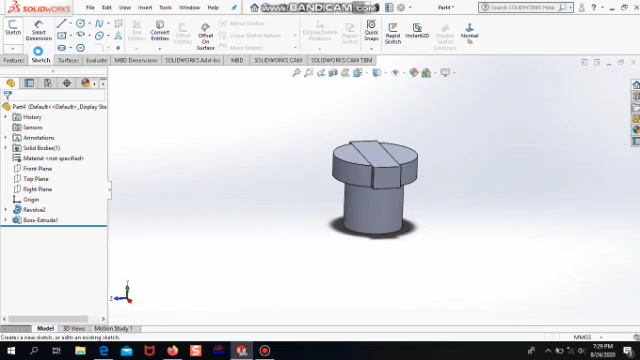 SOLIDWORKS File Edit View Insert Tools Window www.BANDICAM.com Part4 * Search SOLIDWORKS Help
Sketch Smart Dimension Convert Entities Offset On Surface Mirror Entities Linear Sketch Pattern Display/Delete Relations Quick Snaps Rapid Sketch Instant2D Shaded Sketch Contours Normal To
Features Sketch Surfaces Evaluate MBD Dimensions SOLIDWORKS Add-Ins MBD SOLIDWORKS CAM SOLIDWORKS CAM TBM
Part4 (Default<<Default>_Display Sta
History
Sensors
Annotations
Solid Bodies(1)
Material <not specified>
Front Plane
Top Plane
Right Plane
Origin
Revolve2
Boss-Extrude1
Y
Z
Model 3D Views Motion Study 1
Creates a new sketch, or edits an existing sketch. MMGS
7:29 PM
8/24/2020